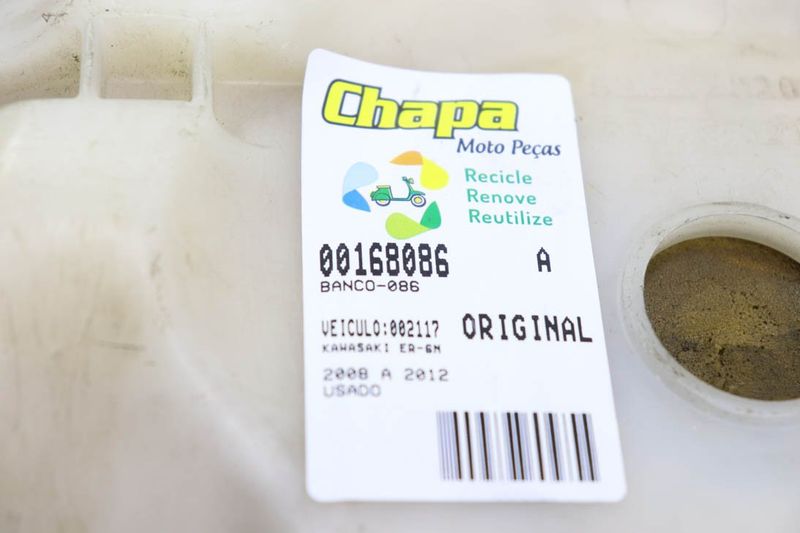 Chapa
Moto Peças
Recicle
Renove
Reutilize
00168086 A
BANCO-086
VEICULO:002117 ORIGINAL
KAWASAKI ER-6N
2008 A 2012
USADO